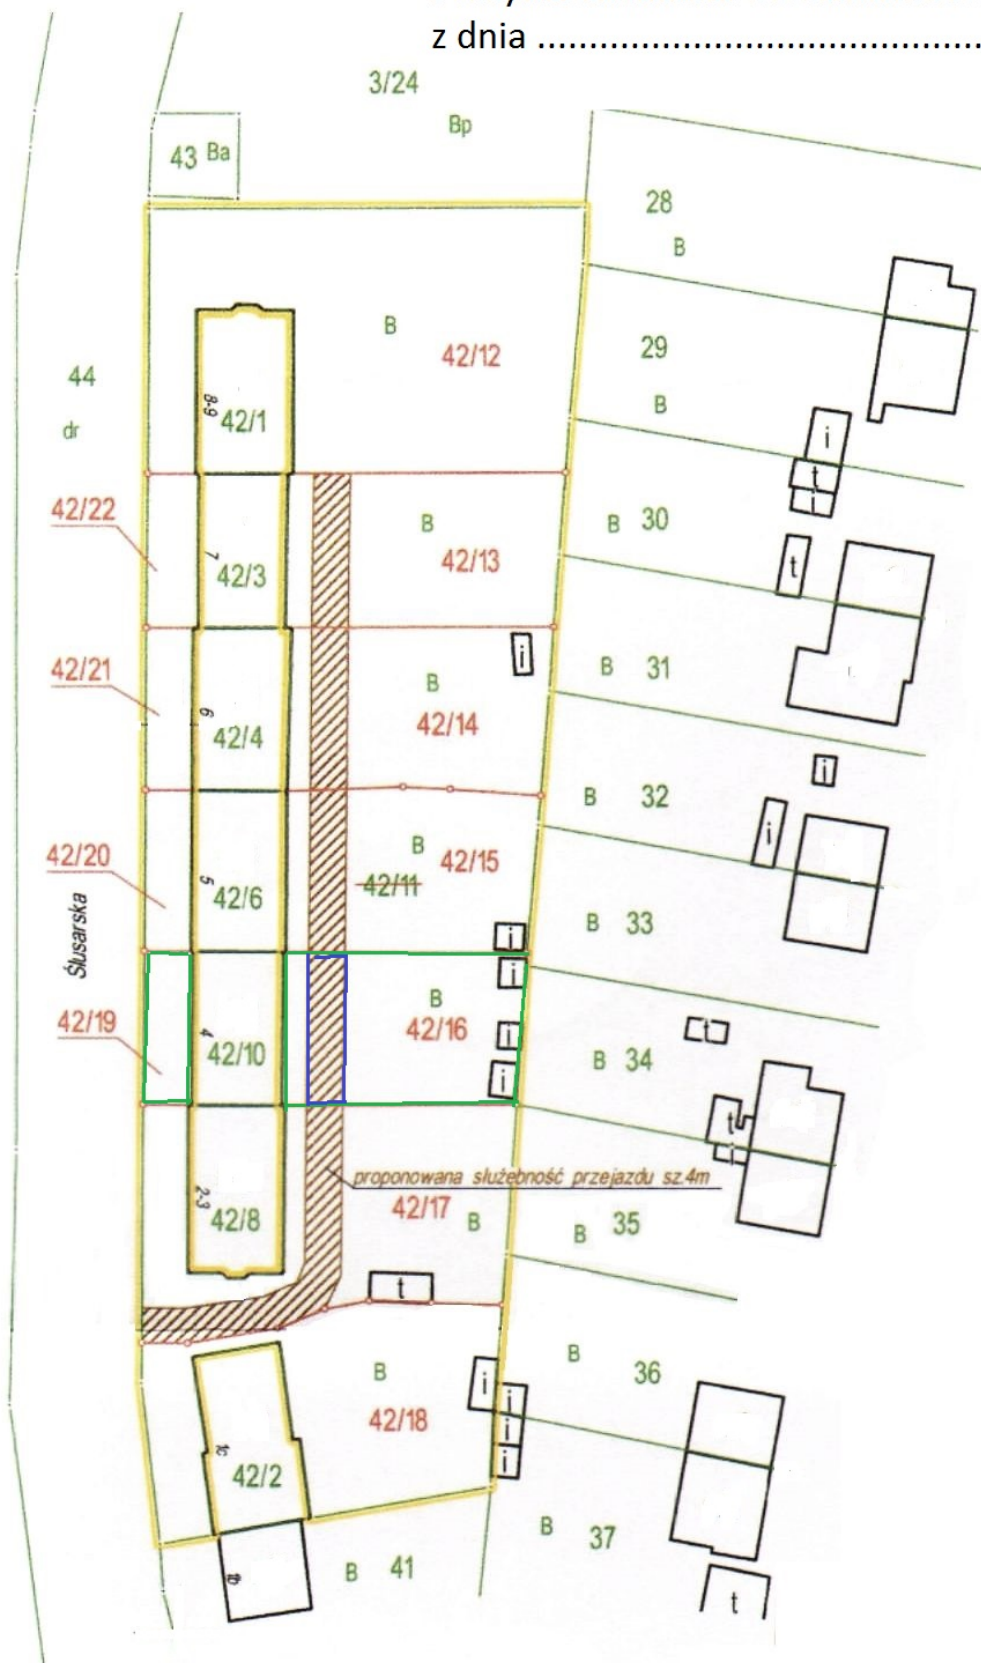 z dnia ..........................................
3/24
Bp
43 Ba
28
B
B
42/12
29
B
44
dr
8-9
42/1
i
t
i
42/22
B
B 30
7
42/3
42/13
t
42/21
i
B
B 31
6
42/4
42/14
i
B 32
42/20
B
42/15
i
5
42/6
42/11
B 33
Ślusarska
i
i
B
42/19
4
42/10
42/16
i
t
i
B 34
t
i
proponowana służebność przejazdu sz.4m
2-3
42/8
42/17
B
B 35
t
B
B
36
i
i
i
42/18
1c
42/2
i
B 37
1b
B 41
t